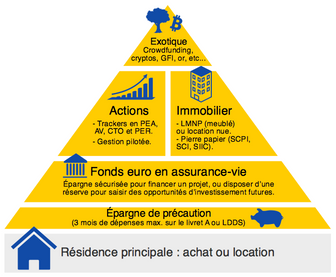 Exotique
Crowdfunding,
cryptos, GFI, or, etc...
Actions
- Trackers en PEA,
AV, CTO et PER.
- Gestion pilotée.
Immobilier
- LMNP (meublé)
ou location nue.
- Pierre papier (SCPI,
SCI, SIIC).
Fonds euro en assurance-vie
Épargne sécurisée pour financer un projet, ou disposer d'une
réserve pour saisir des opportunités d'investissement futures.
Épargne de précaution
(3 mois de dépenses max. sur le livret A ou LDDS)
Résidence principale : achat ou location